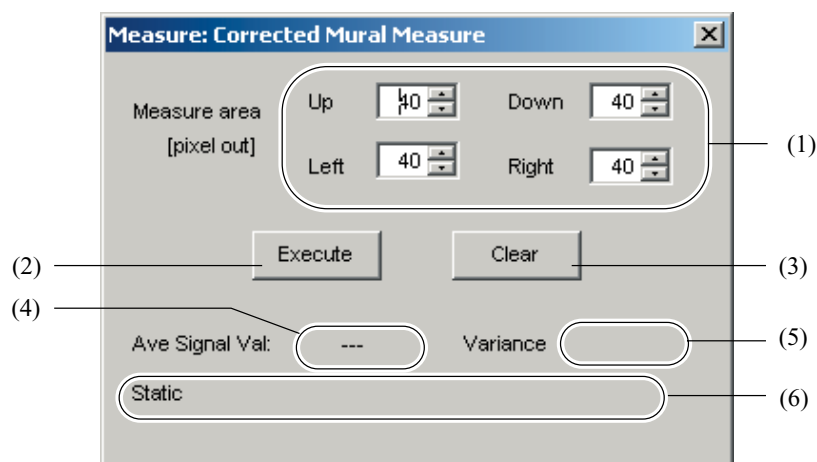 Measure: Corrected Mural Measure
Measure area
[pixel out]
Up 40 Down 40
Left 40 Right 40
(1)
(2) Execute Clear (3)
(4)
Ave Signal Val: --- Variance (5)
Static (6)